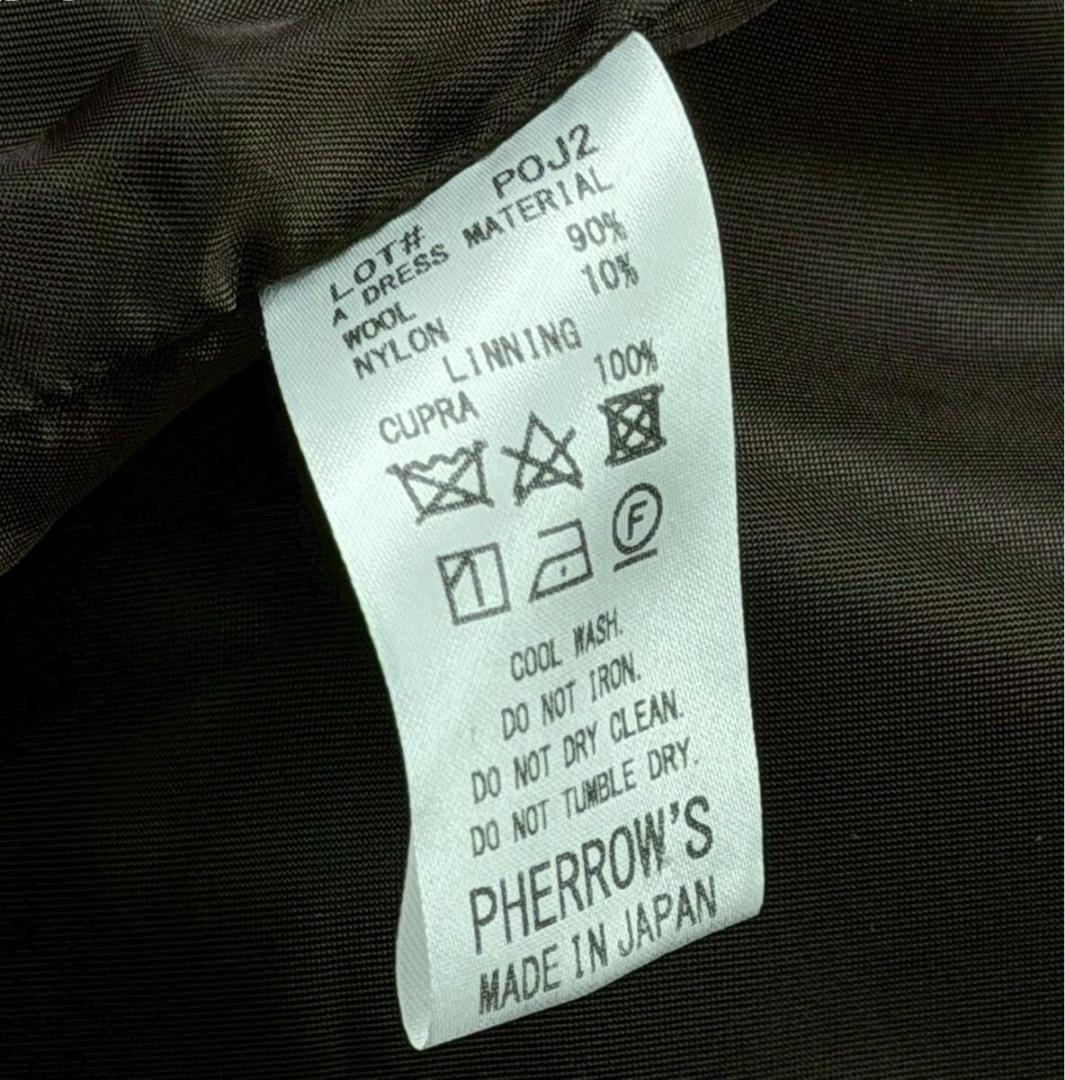 LOT# POJ2
A DRESS MATERIAL
WOOL 90%
NYLON 10%
LINNING
CUPRA 100%
F
COOL WASH.
DO NOT IRON.
DO NOT DRY CLEAN.
DO NOT TUMBLE DRY.
PHERROW'S
MADE IN JAPAN